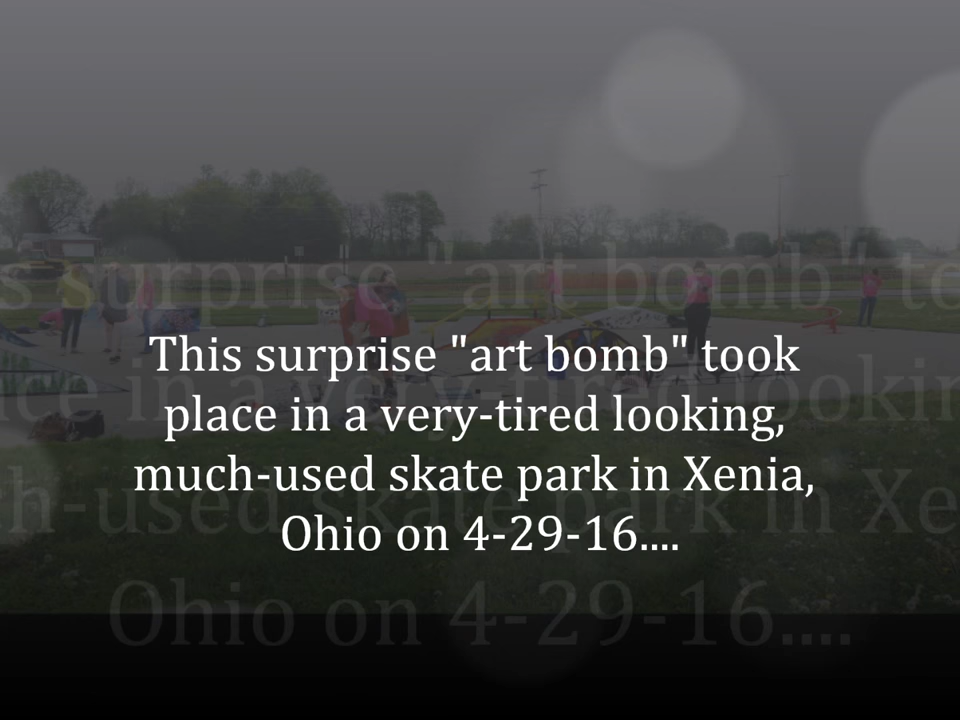 This surprise "art bomb" took
place in a very-tired looking,
much-used skate park in Xenia,
Ohio on 4-29-16....